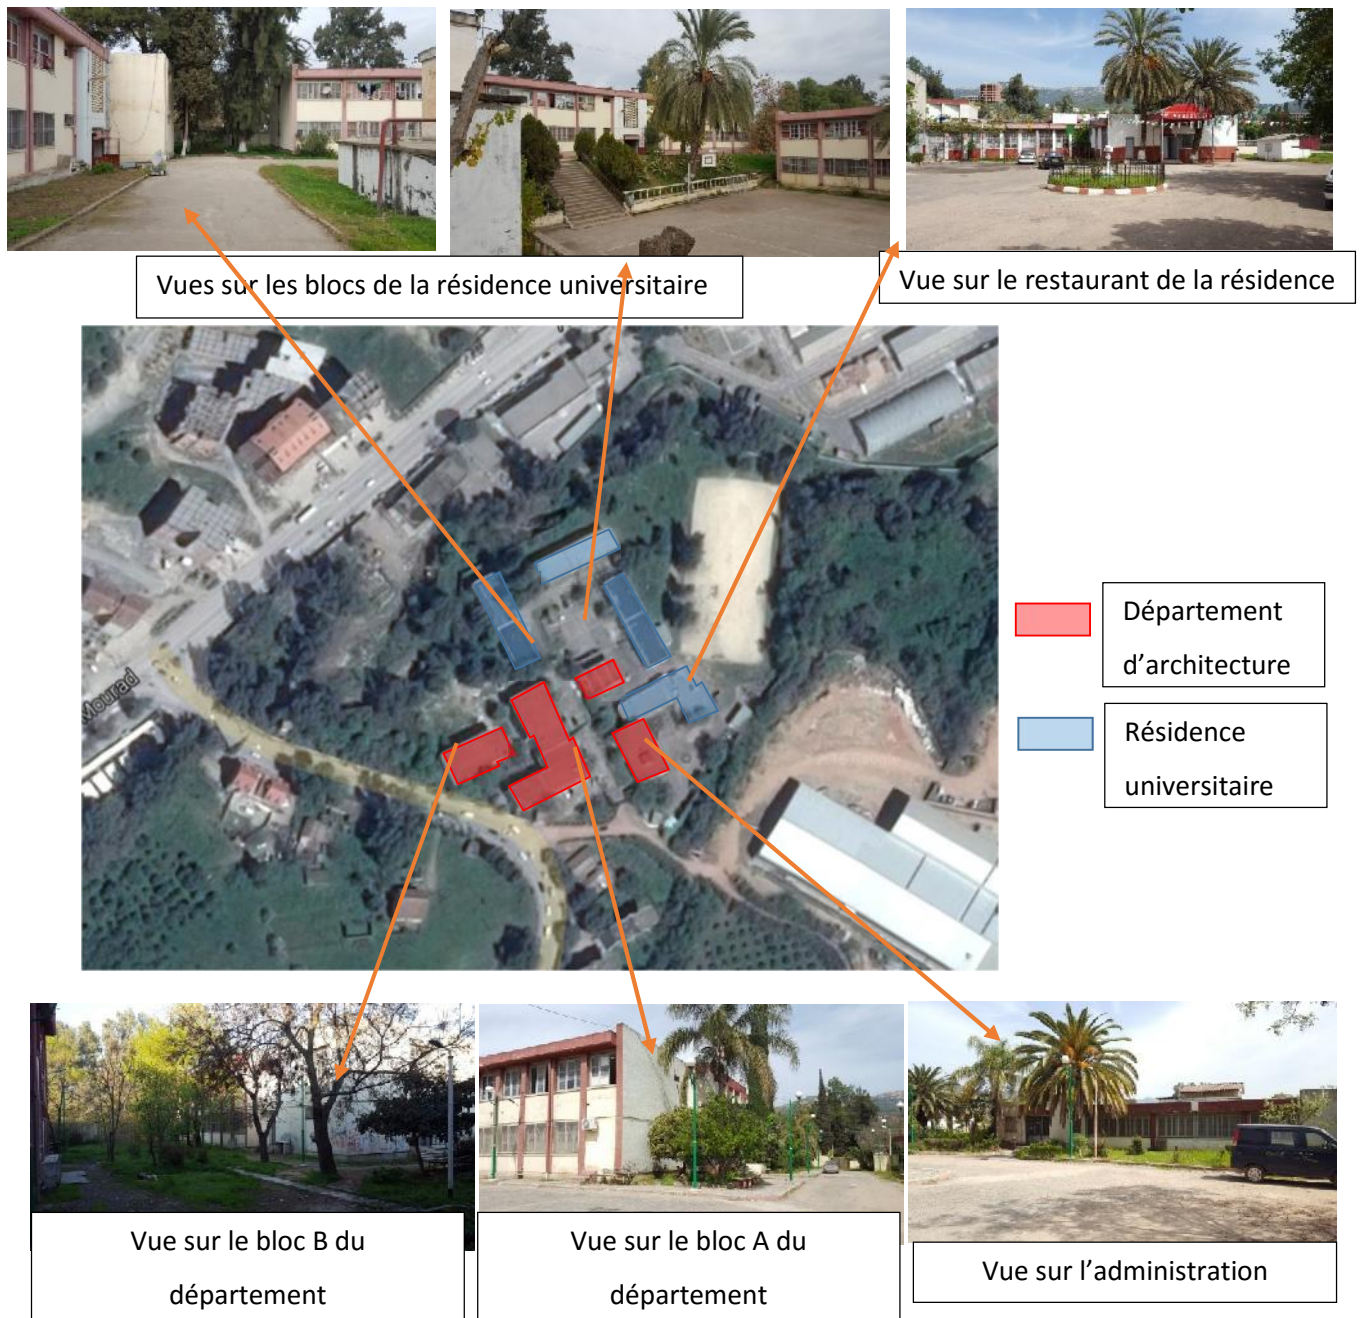 Vues sur les blocs de la résidence universitaire
Vue sur le restaurant de la résidence
Mourad
Département
d’architecture
Résidence
universitaire
Vue sur le bloc B du
département
Vue sur le bloc A du
département
Vue sur l’administration